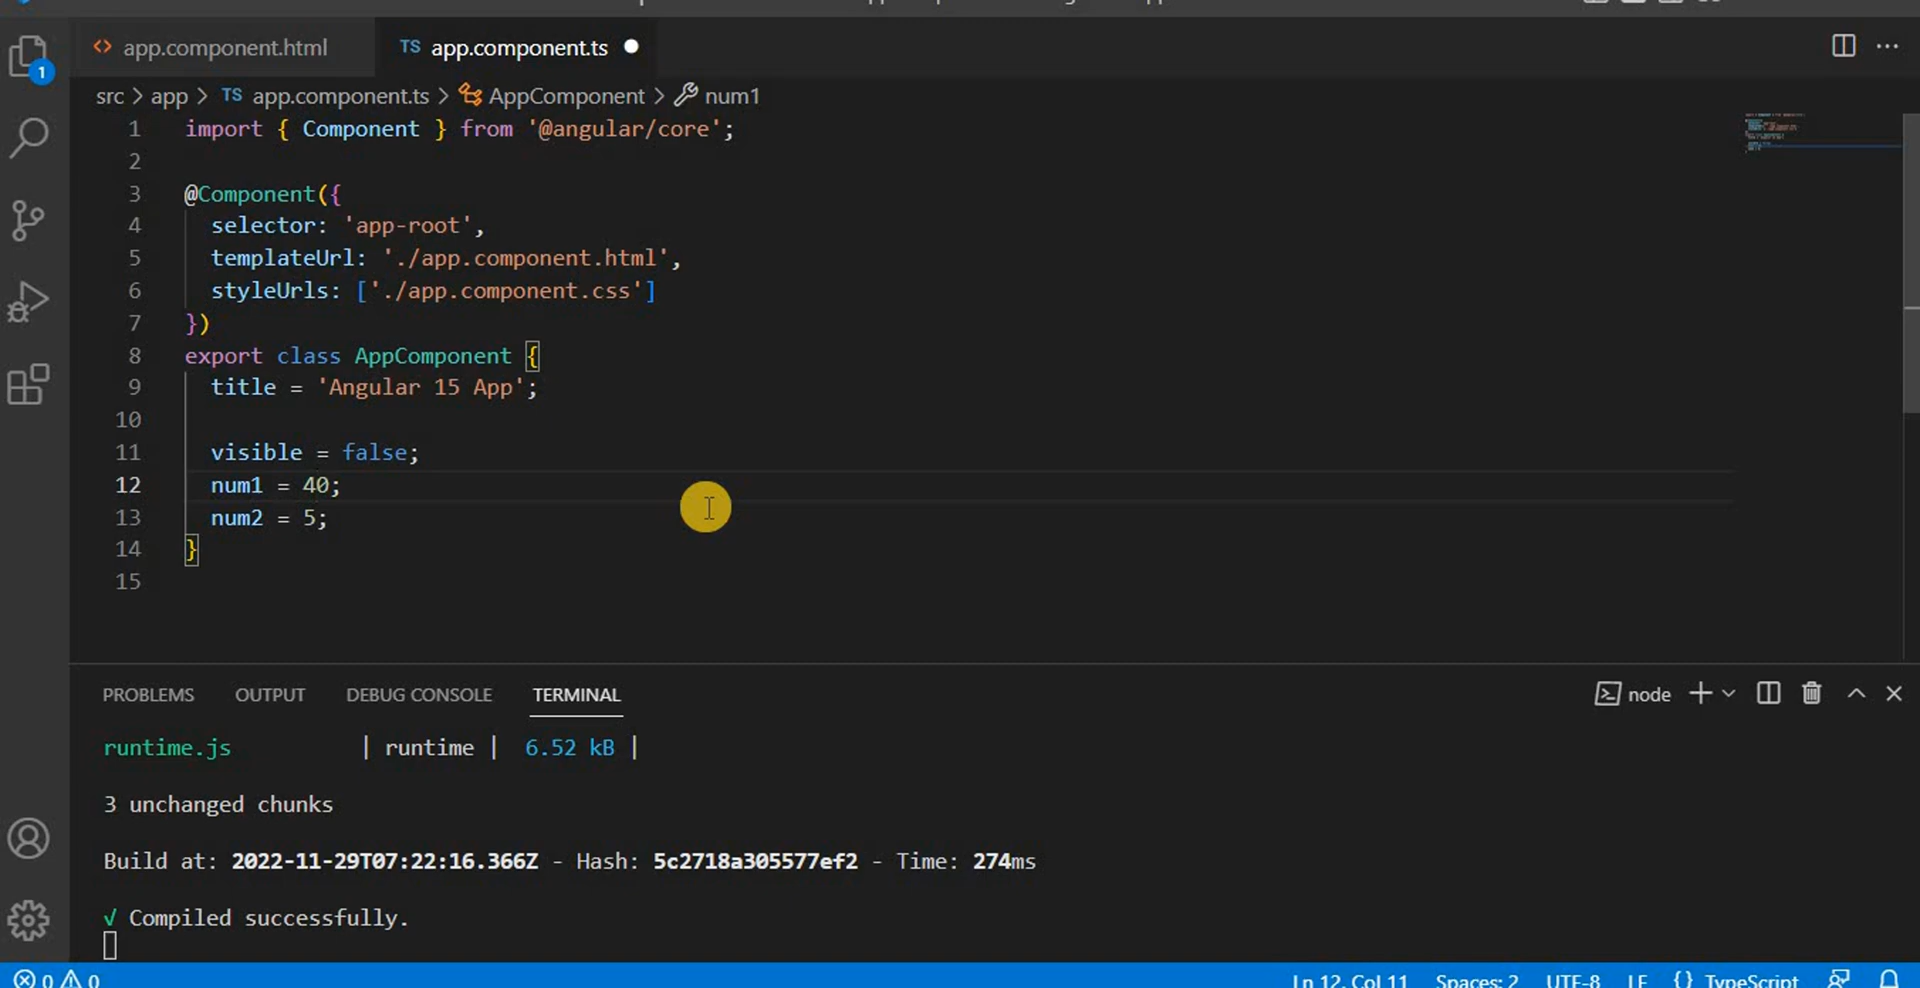 app.component.html
TS app.component.ts
1
src > app > TS app.component.ts > AppComponent > num1
1 import { Component } from '@angular/core';
2
3 @Component({
4 selector: 'app-root',
5 templateUrl: './app.component.html',
6 styleUrls: ['./app.component.css']
7 })
8 export class AppComponent {
9 title = 'Angular 15 App';
10
11 visible = false;
12 num1 = 40;
13 num2 = 5;
14 }
15
PROBLEMS OUTPUT DEBUG CONSOLE TERMINAL node
runtime.js | runtime | 6.52 kB |
3 unchanged chunks
Build at: 2022-11-29T07:22:16.366Z - Hash: 5c2718a305577ef2 - Time: 274ms
√ Compiled successfully.
0 0 Ln 12, Col 11 Spaces: 2 UTF-8 LF {} TypeScript